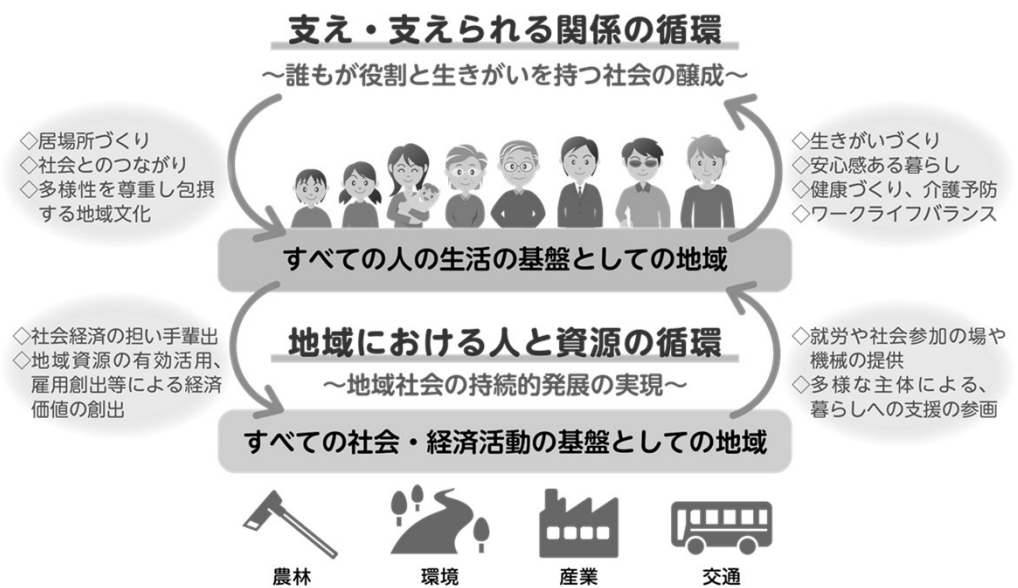 支え・支えられる関係の循環
～誰もが役割と生きがいを持つ社会の醸成～
◇居場所づくり
◇社会とのつながり
◇多様性を尊重し包摂
する地域文化
◇生きがいづくり
◇安心感ある暮らし
◇健康づくり、介護予防
◇ワークライフバランス
すべての人の生活の基盤としての地域
◇社会経済の担い手輩出
◇地域資源の有効活用、
雇用創出等による経済
価値の創出
地域における人と資源の循環
～地域社会の持続的発展の実現～
◇就労や社会参加の場や
機械の提供
◇多様な主体による、
暮らしへの支援の参画
すべての社会・経済活動の基盤としての地域
農林
環境
産業
交通